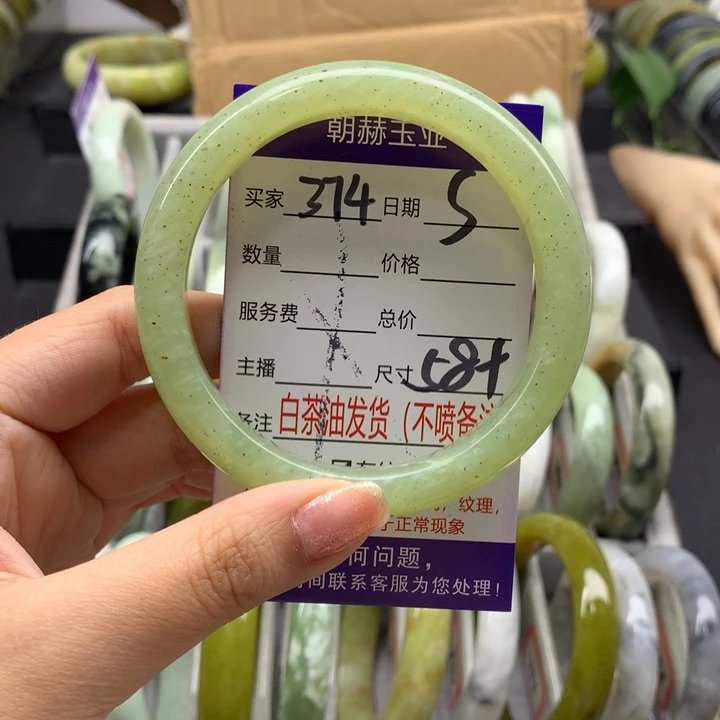 朝赫玉业
买家 374 日期 5
数量 价格
服务费 总价
主播 尺寸 58+
备注 白茶油发货（不喷备注
纹理，
正常现象
何问题，
间联系客服为您处理！